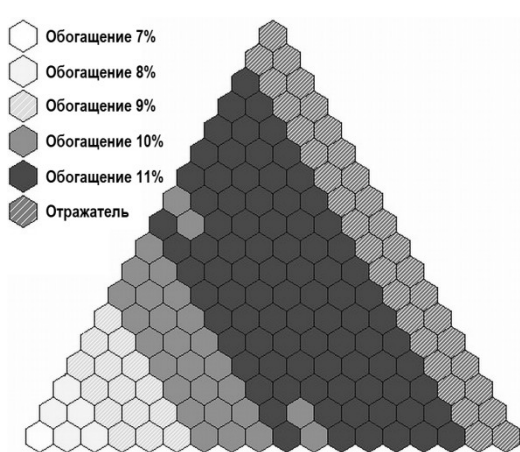 Обогащение 7%
Обогащение 8%
Обогащение 9%
Обогащение 10%
Обогащение 11%
Отражатель